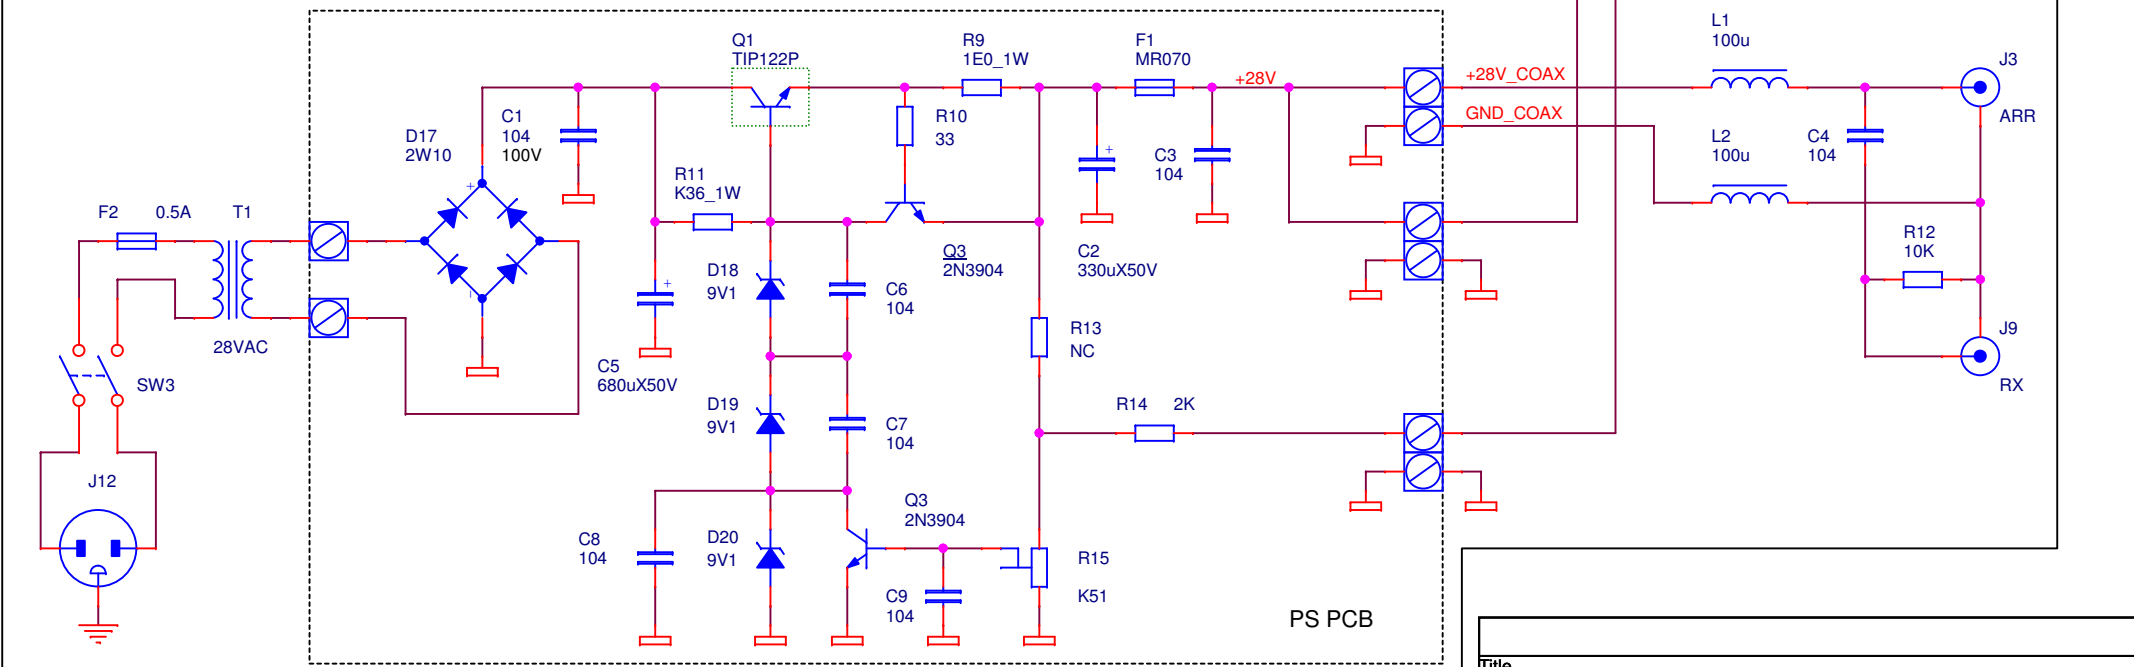 L1
100u
Q1
TIP122P
R9
1E0_1W
F1
MR070
J3
+28V
+28V_COAX
GND_COAX
ARR
C1
104
100V
D17
2W10
R10
33
C3
104
L2
100u
C4
104
R11
K36_1W
F2 0.5A T1
R12
10K
Q3
2N3904
C2
330uX50V
D18
9V1
C6
104
+
+
+
-
28VAC
R13
NC
J9
RX
C5
680uX50V
SW3
D19
9V1
C7
104
R14 2K
J12
Q3
2N3904
C8
104
D20
9V1
R15
K51
C9
104
PS PCB
Title